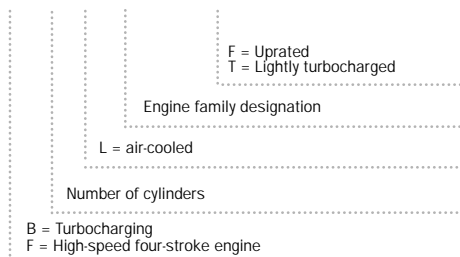 F = Uprated
T = Lightly turbocharged
Engine family designation
L = air-cooled
Number of cylinders
B = Turbocharging
F = High-speed four-stroke engine